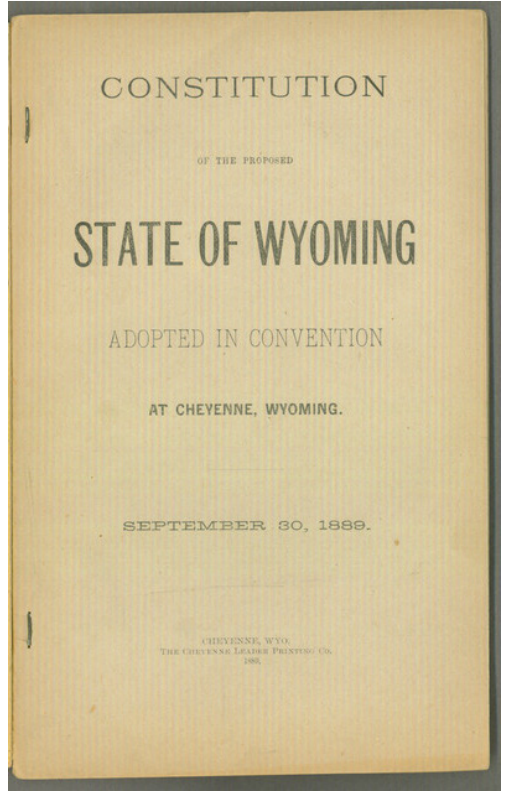 CONSTITUTION
OF THE PROPOSED
STATE OF WYOMING
ADOPTED IN CONVENTION
AT CHEYENNE, WYOMING.
SEPTEMBER 30, 1889.
CHEYENNE, WYO.
THE CHEYENNE LEADER PRINTING CO.
1889.